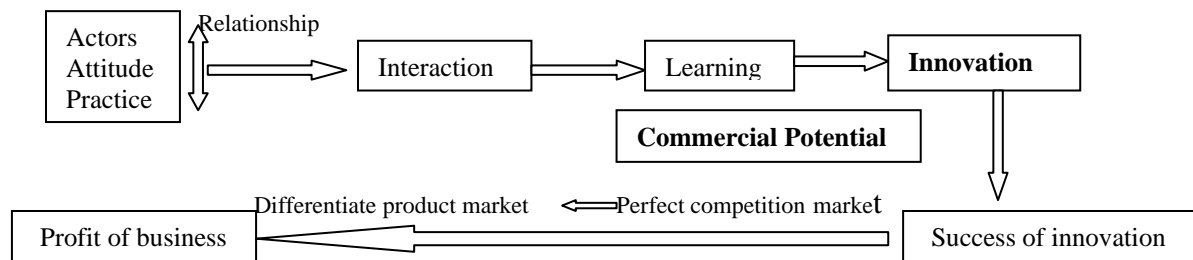 Relationship
Actors
Attitude
Practice
Interaction
Learning
Innovation
Commercial Potential
Differentiate product market
Perfect competition market
Profit of business
Success of innovation